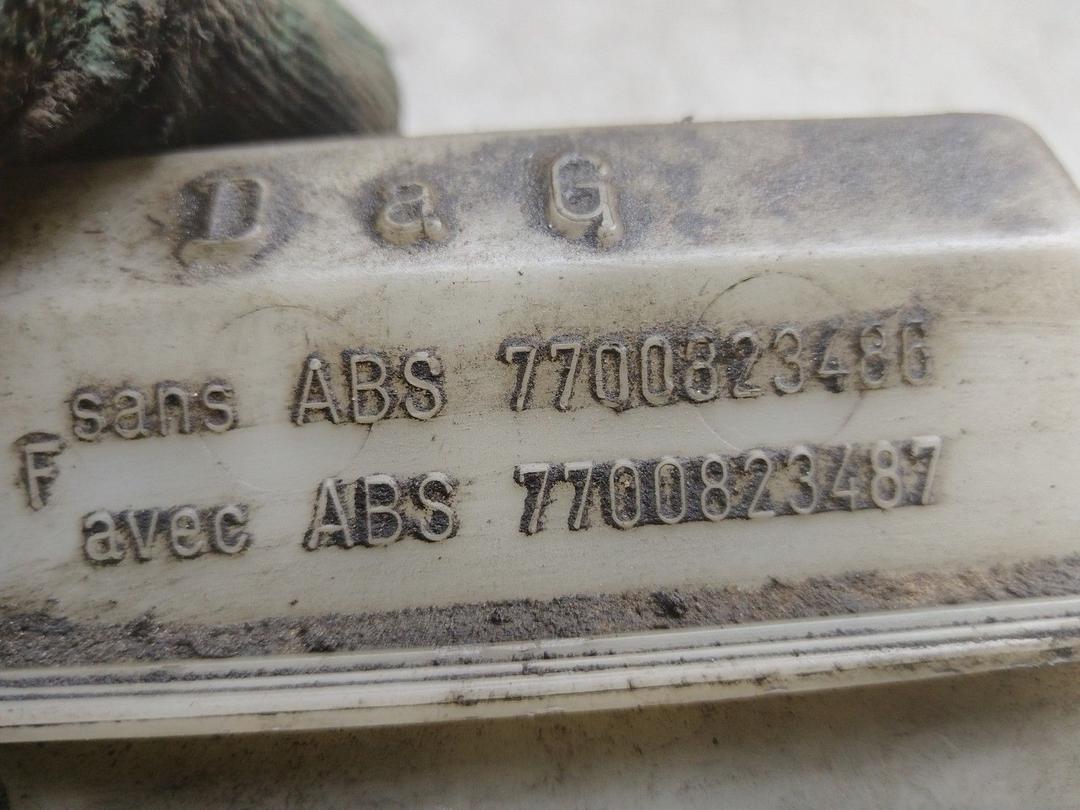 D a G
sans ABS 7700823486
F
avec ABS 7700823487